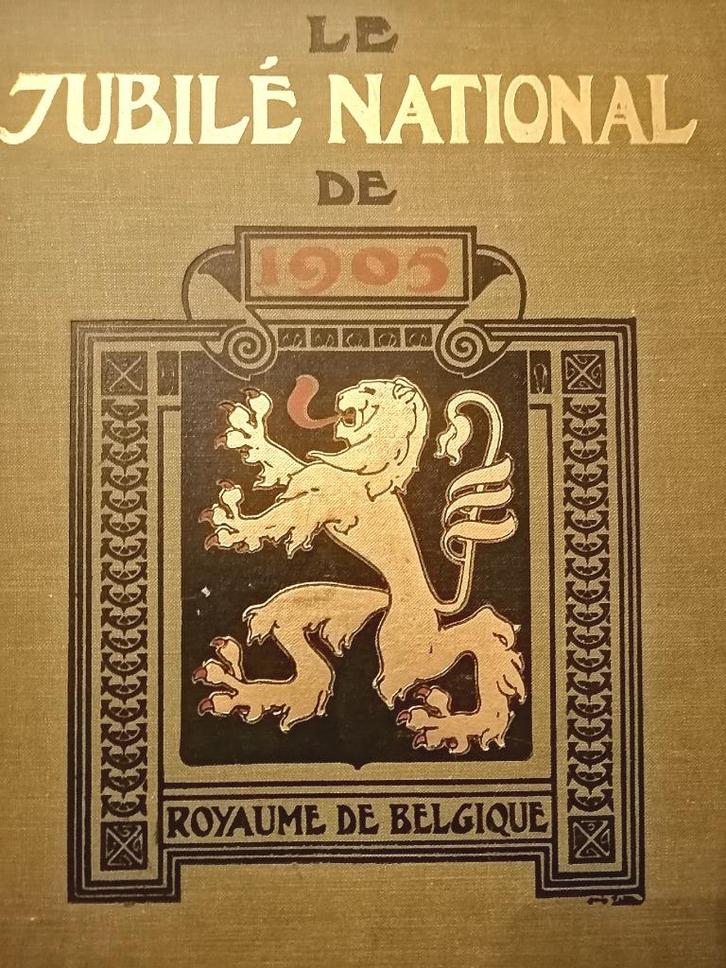 LE
JUBILÉ NATIONAL
DE
1905
ROYAUME DE BELGIQUE